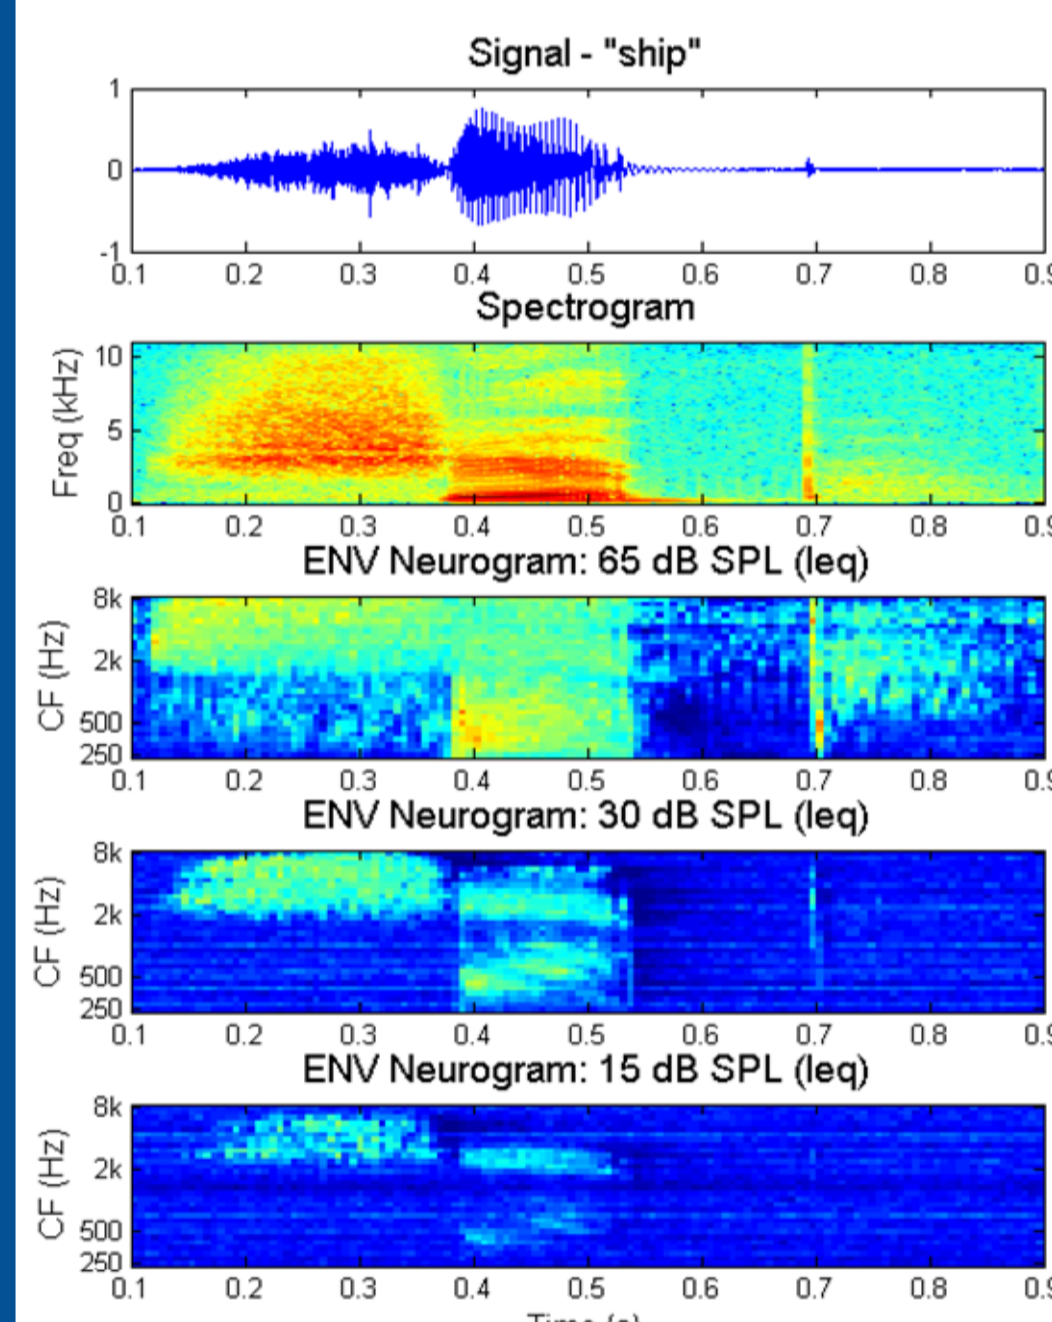 Signal - "ship"
1
0
-1
0.1 0.2 0.3 0.4 0.5 0.6 0.7 0.8
Spectrogram
Freq (kHz)
10
5
0
0.1 0.2 0.3 0.4 0.5 0.6 0.7 0.8
ENV Neurogram: 65 dB SPL (leq)
CF (Hz)
8k
2k
500
250
0.1 0.2 0.3 0.4 0.5 0.6 0.7 0.8
ENV Neurogram: 30 dB SPL (leq)
CF (Hz)
8k
2k
500
250
0.1 0.2 0.3 0.4 0.5 0.6 0.7 0.8
ENV Neurogram: 15 dB SPL (leq)
CF (Hz)
8k
2k
500
250
0.1 0.2 0.3 0.4 0.5 0.6 0.7 0.8
Time (s)